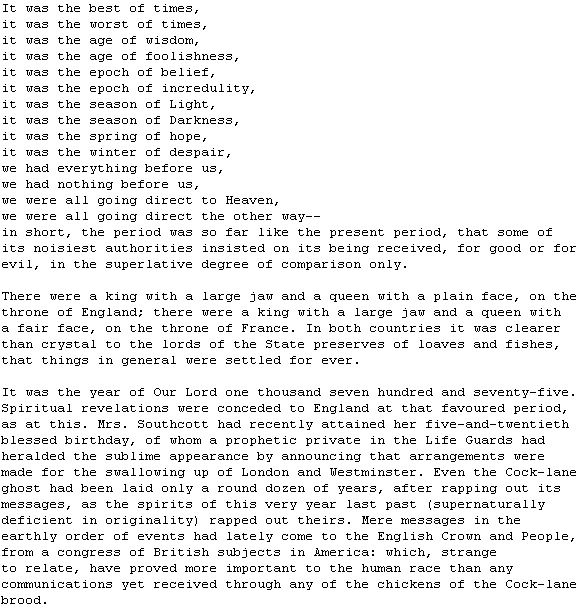 It was the best of times,
it was the worst of times,
it was the age of wisdom,
it was the age of foolishness,
it was the epoch of belief,
it was the epoch of incredulity,
it was the season of Light,
it was the season of Darkness,
it was the spring of hope,
it was the winter of despair,
we had everything before us,
we had nothing before us,
we were all going direct to Heaven,
we were all going direct the other way--
in short, the period was so far like the present period, that some of
its noisiest authorities insisted on its being received, for good or for
evil, in the superlative degree of comparison only.

There were a king with a large jaw and a queen with a plain face, on the
throne of England; there were a king with a large jaw and a queen with
a fair face, on the throne of France. In both countries it was clearer
than crystal to the lords of the State preserves of loaves and fishes,
that things in general were settled for ever.

It was the year of Our Lord one thousand seven hundred and seventy-five.
Spiritual revelations were conceded to England at that favoured period,
as at this. Mrs. Southcott had recently attained her five-and-twentieth
blessed birthday, of whom a prophetic private in the Life Guards had
heralded the sublime appearance by announcing that arrangements were
made for the swallowing up of London and Westminster. Even the Cock-lane
ghost had been laid only a round dozen of years, after rapping out its
messages, as the spirits of this very year last past (supernaturally
deficient in originality) rapped out theirs. Mere messages in the
earthly order of events had lately come to the English Crown and People,
from a congress of British subjects in America: which, strange
to relate, have proved more important to the human race than any
communications yet received through any of the chickens of the Cock-lane
brood.